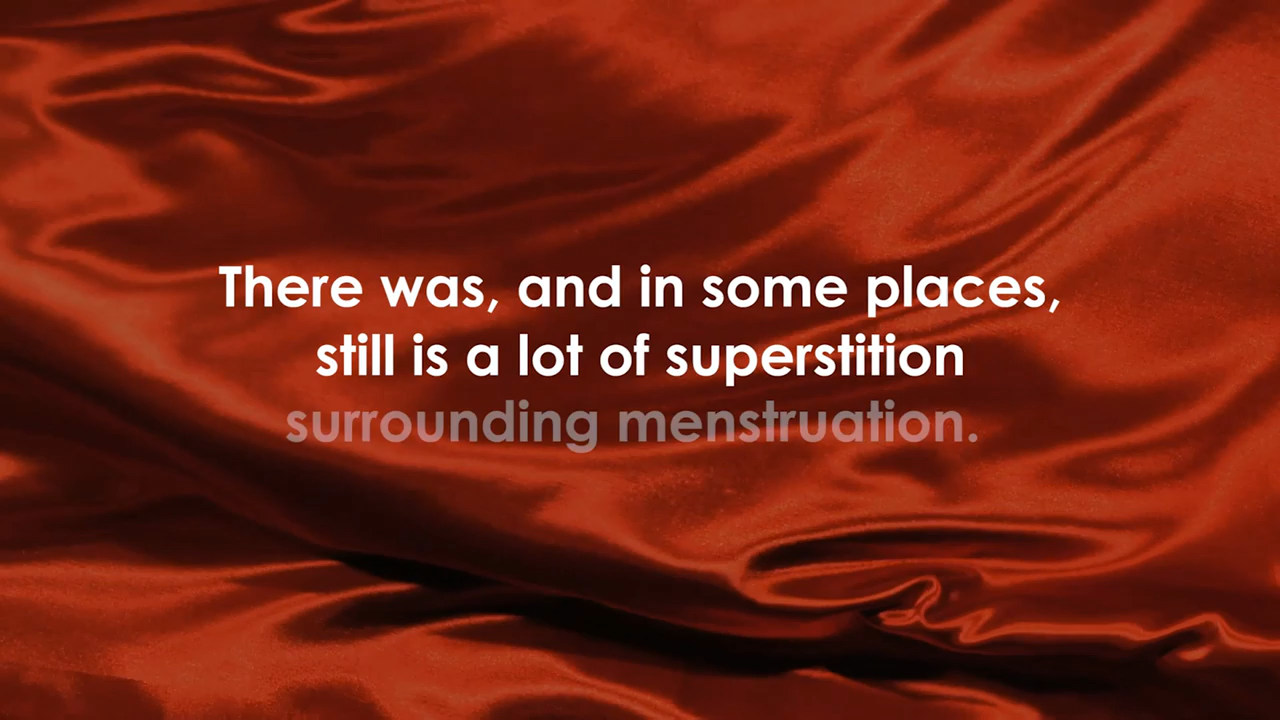 There was, and in some places,
still is a lot of superstition
surrounding menstruation.